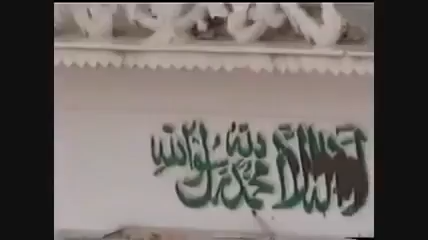 لا اله الا الله محمد رسول الله